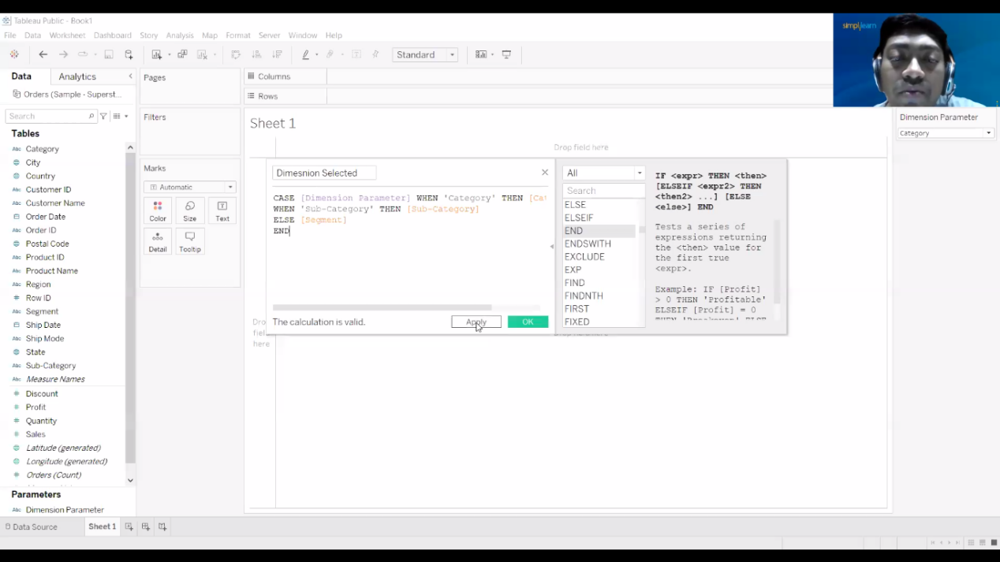 Tableau Public - Book1
simplilearn
File Data Worksheet Dashboard Story Analysis Map Format Server Window Help
Standard
Data Analytics
Pages
Columns
Orders (Sample - Superst...
Rows
Search
Filters
Sheet 1
Dimension Parameter
Category
Tables
Category
City
Country
Customer ID
Customer Name
Order Date
Order ID
Postal Code
Product ID
Product Name
Region
Row ID
Segment
Ship Date
Ship Mode
State
Sub-Category
Measure Names
Discount
Profit
Quantity
Sales
Latitude (generated)
Longitude (generated)
Orders (Count)
Parameters
Dimension Parameter
Marks
Automatic
Color Size Text
Detail Tooltip
Drop field here
Dimesnion Selected
CASE [Dimension Parameter] WHEN 'Category' THEN [Ca
WHEN 'Sub-Category' THEN [Sub-Category]
ELSE [Segment]
END
The calculation is valid.
Apply OK
field
here
All
Search
ELSE
ELSEIF
END
ENDSWITH
EXCLUDE
EXP
FIND
FINDNTH
FIRST
FIXED
IF <expr> THEN <then>
[ELSEIF <expr2> THEN
<then2> ...] [ELSE
<else>] END
Tests a series of
expressions returning
the <then> value for
the first true
<expr>.
Example: IF [Profit]
> 0 THEN 'Profitable'
ELSEIF [Profit] = 0
Data Source Sheet 1